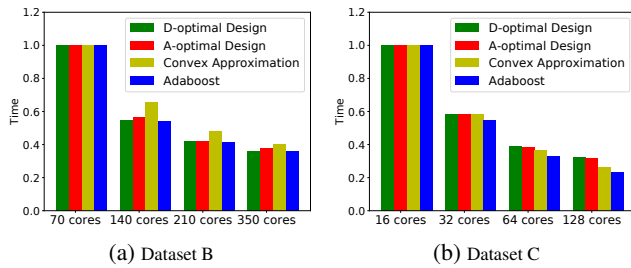 1.2
1.0
0.8
0.6
0.4
0.2
0.0
Time
D-optimal Design
A-optimal Design
Convex Approximation
Adaboost
70 cores 140 cores 210 cores 350 cores
(a) Dataset B
1.2
1.0
0.8
0.6
0.4
0.2
0.0
Time
D-optimal Design
A-optimal Design
Convex Approximation
Adaboost
16 cores 32 cores 64 cores 128 cores
(b) Dataset C